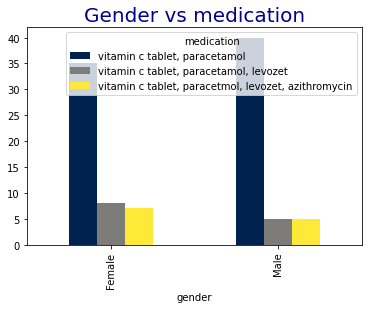 Gender vs medication
medication
vitamin c tablet, paracetamol
vitamin c tablet, paracetamol, levozet
vitamin c tablet, paracetmol, levozet, azithromycin
40
35
30
25
20
15
10
5
0
Female
Male
gender